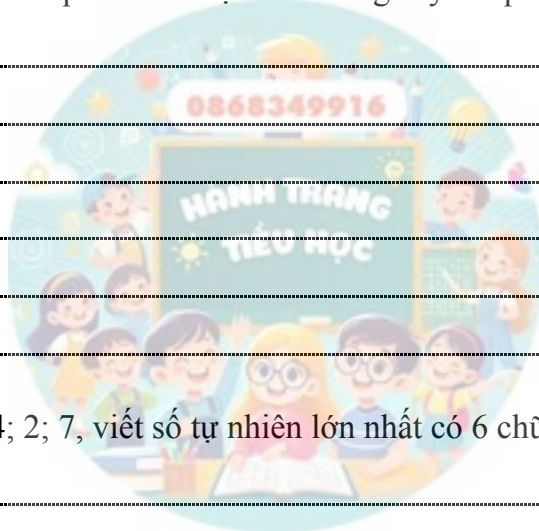 0868349916
HÀNH TRANG
TIỂU HỌC
4; 2; 7, viết số tự nhiên lớn nhất có 6 chữ